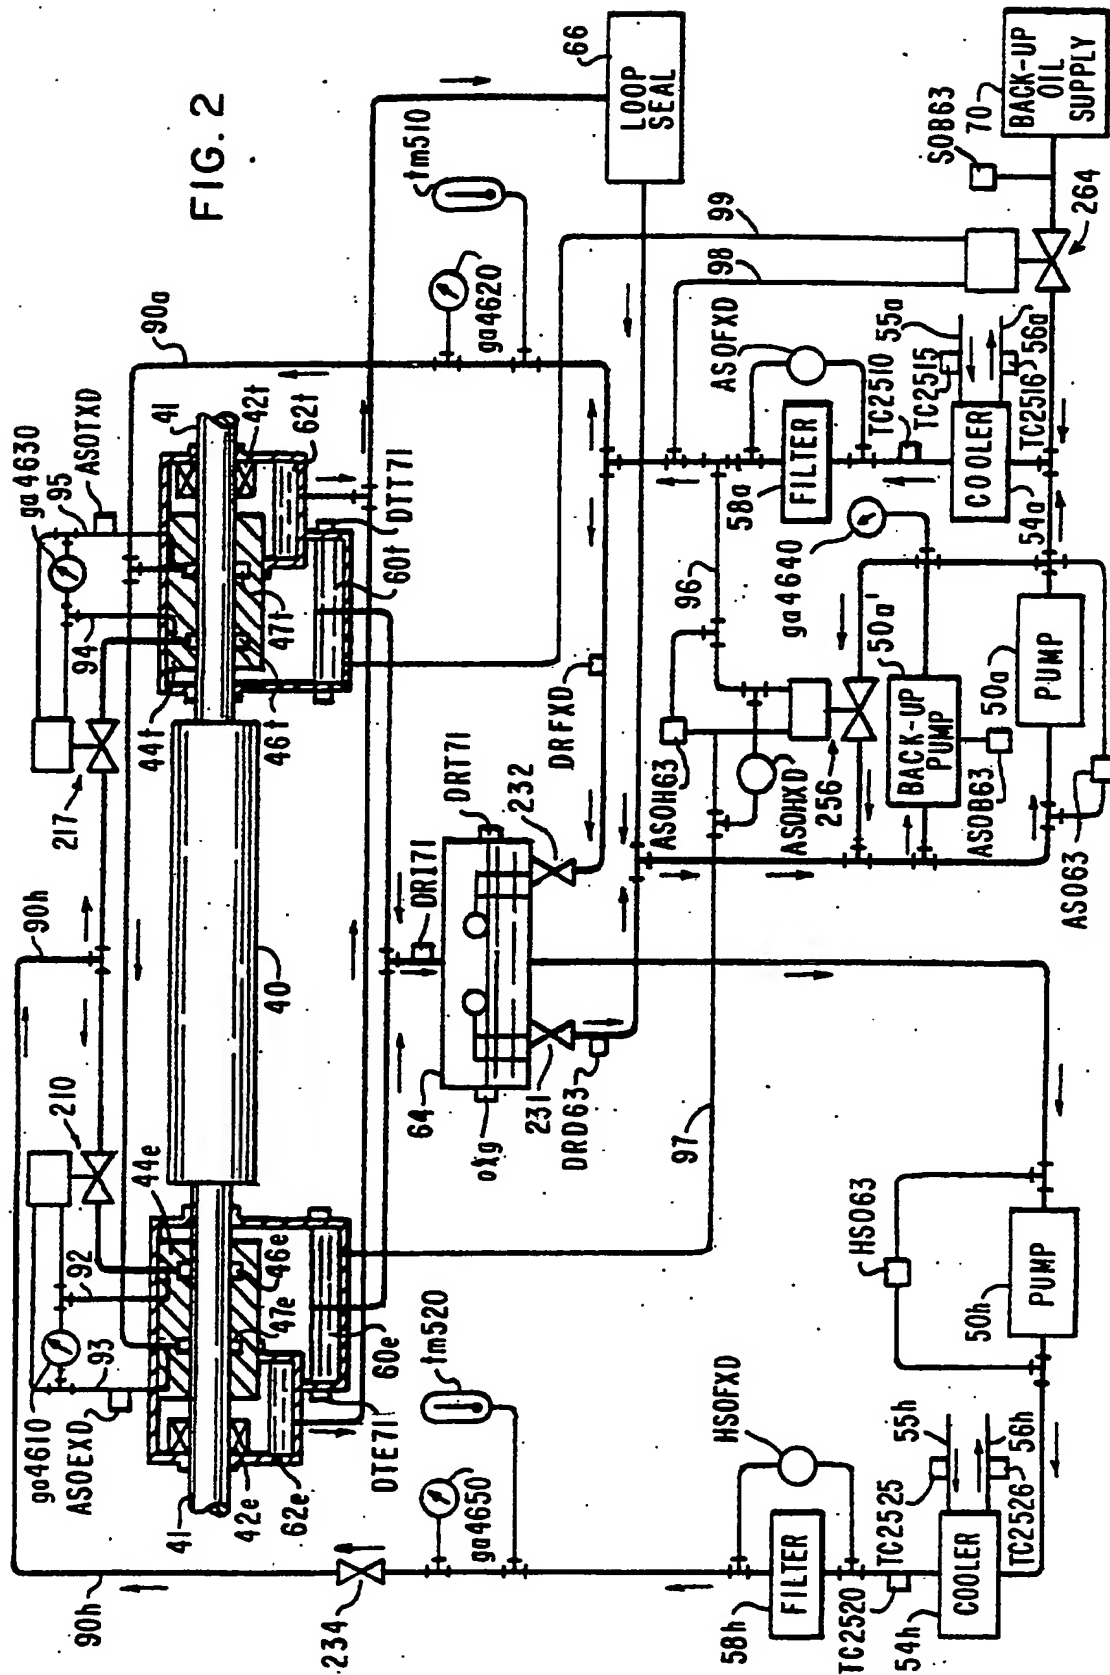 FIG. 2
66
LOOP
SEAL
tm510
ga4620
90a
ga4630
95
ASOTXD
41
42t
62t
DTT71
60t
94
47t
44t
46t
217
90h
40
210
44e
92
46e
47e
60e
93
ga4610
ASOEXD
41
42e
62e
DTE71
tm520
ga4650
90h
234
99
98
SOB63
70
BACK-UP
OIL
SUPPLY
264
ASOFXD
TC2510
TC2515
55a
56a
TC2516
FILTER
58a
COOLER
54a
96
ga4640
50a'
BACK-UP
PUMP
50a
PUMP
ASOB63
ASO63
DRFXD
ASOH63
ASOHXD
256
DRT71
232
DRI71
64
otg
231
DRD63
97
HSO63
50h
PUMP
HSOFXD
58h
FILTER
TC2520
TC2525
55h
56h
TC2526
54h
COOLER